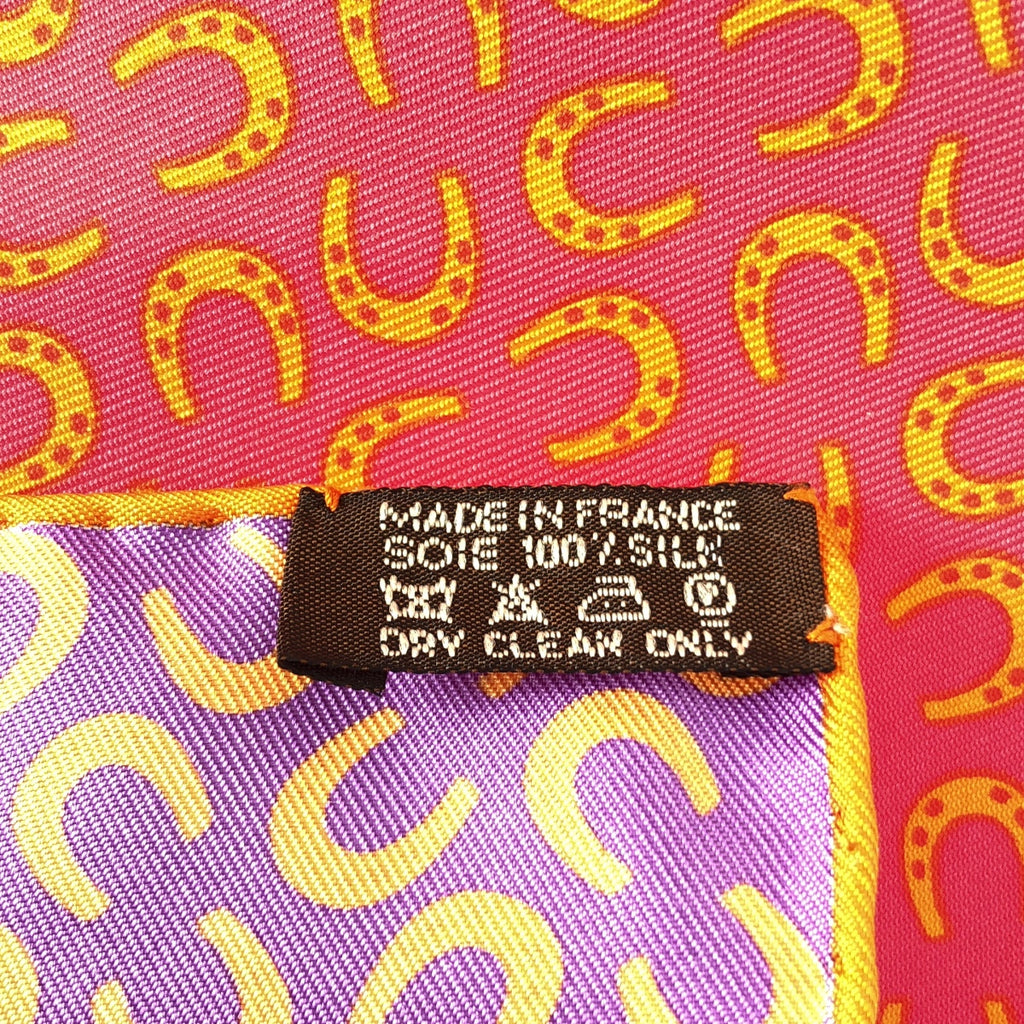 MADE IN FRANCE
SOIE 100% SILK
DRY CLEAN ONLY